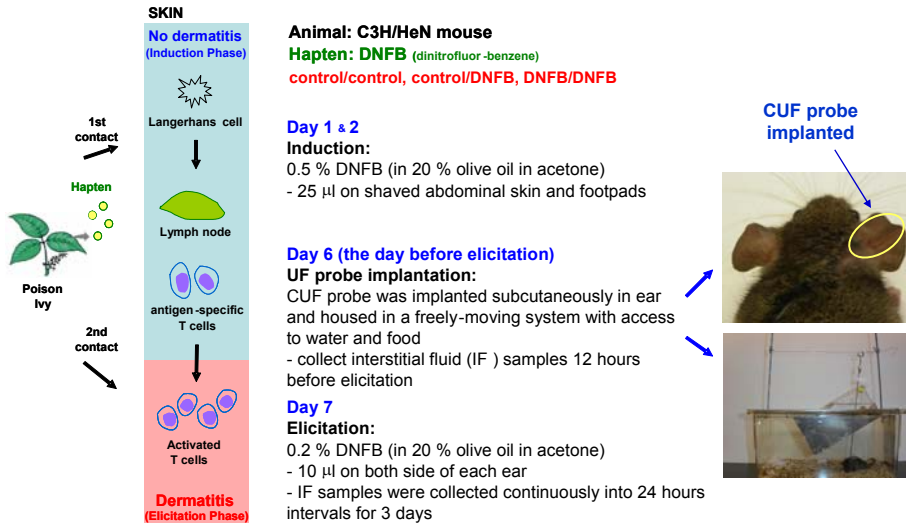 SKIN
No dermatitis
(Induction Phase)
Langerhans cell
Lymph node
antigen-specific
T cells
Activated
T cells
Dermatitis
(Elicitation Phase)
1st
contact
Hapten
Poison
Ivy
2nd
contact
Animal: C3H/HeN mouse
Hapten: DNFB (dinitrofluor-benzene)
control/control, control/DNFB, DNFB/DNFB
Day 1 & 2
Induction:
0.5 % DNFB (in 20 % olive oil in acetone)
- 25 μl on shaved abdominal skin and footpads
Day 6 (the day before elicitation)
UF probe implantation:
CUF probe was implanted subcutaneously in ear
and housed in a freely-moving system with access
to water and food
- collect interstitial fluid (IF ) samples 12 hours
before elicitation
Day 7
Elicitation:
0.2 % DNFB (in 20 % olive oil in acetone)
- 10 μl on both side of each ear
- IF samples were collected continuously into 24 hours
intervals for 3 days
CUF probe
implanted